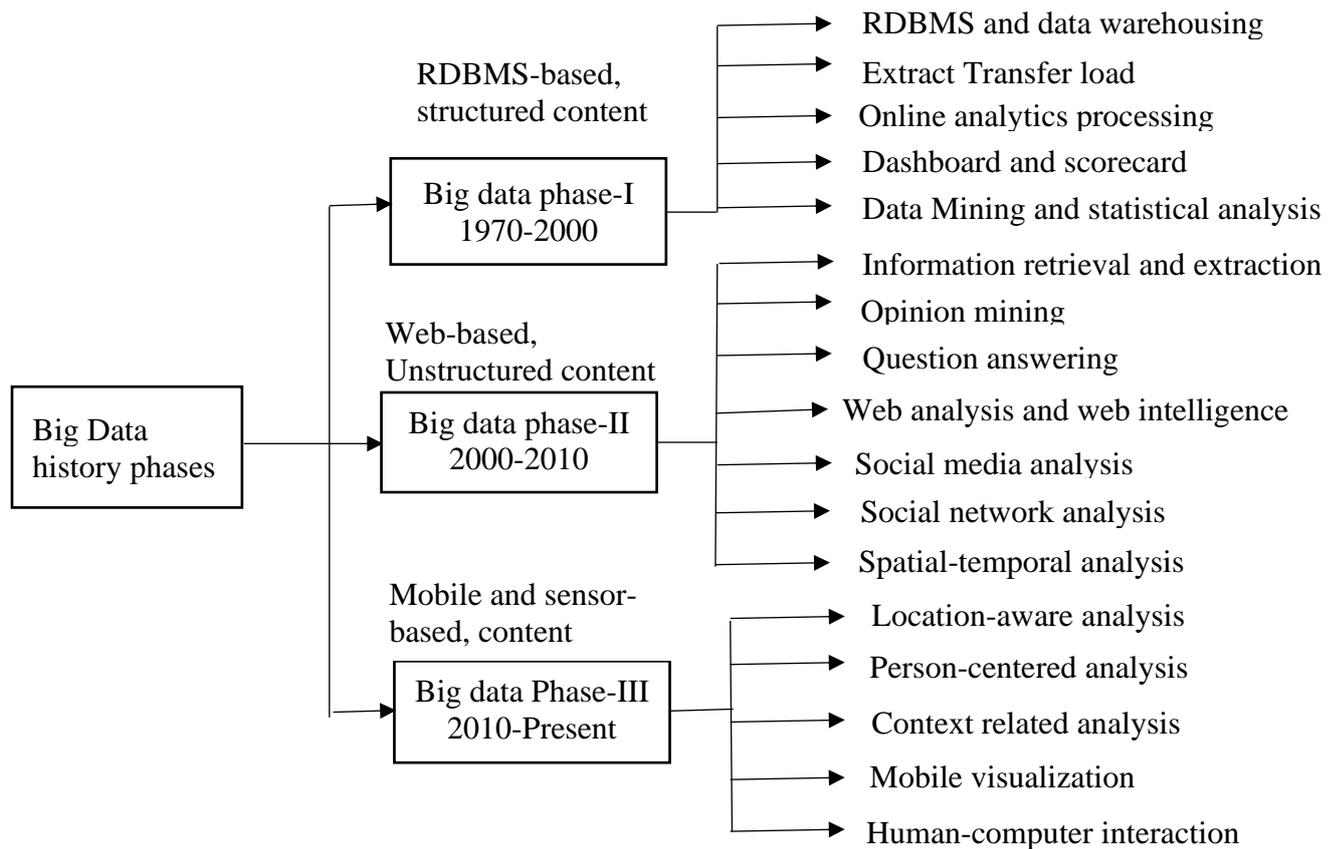 Big Data
history phases
RDBMS-based,
structured content
Big data phase-I
1970-2000
RDBMS and data warehousing
Extract Transfer load
Online analytics processing
Dashboard and scorecard
Data Mining and statistical analysis
Web-based,
Unstructured content
Big data phase-II
2000-2010
Information retrieval and extraction
Opinion mining
Question answering
Web analysis and web intelligence
Social media analysis
Social network analysis
Spatial-temporal analysis
Mobile and sensor-
based, content
Big data Phase-III
2010-Present
Location-aware analysis
Person-centered analysis
Context related analysis
Mobile visualization
Human-computer interaction